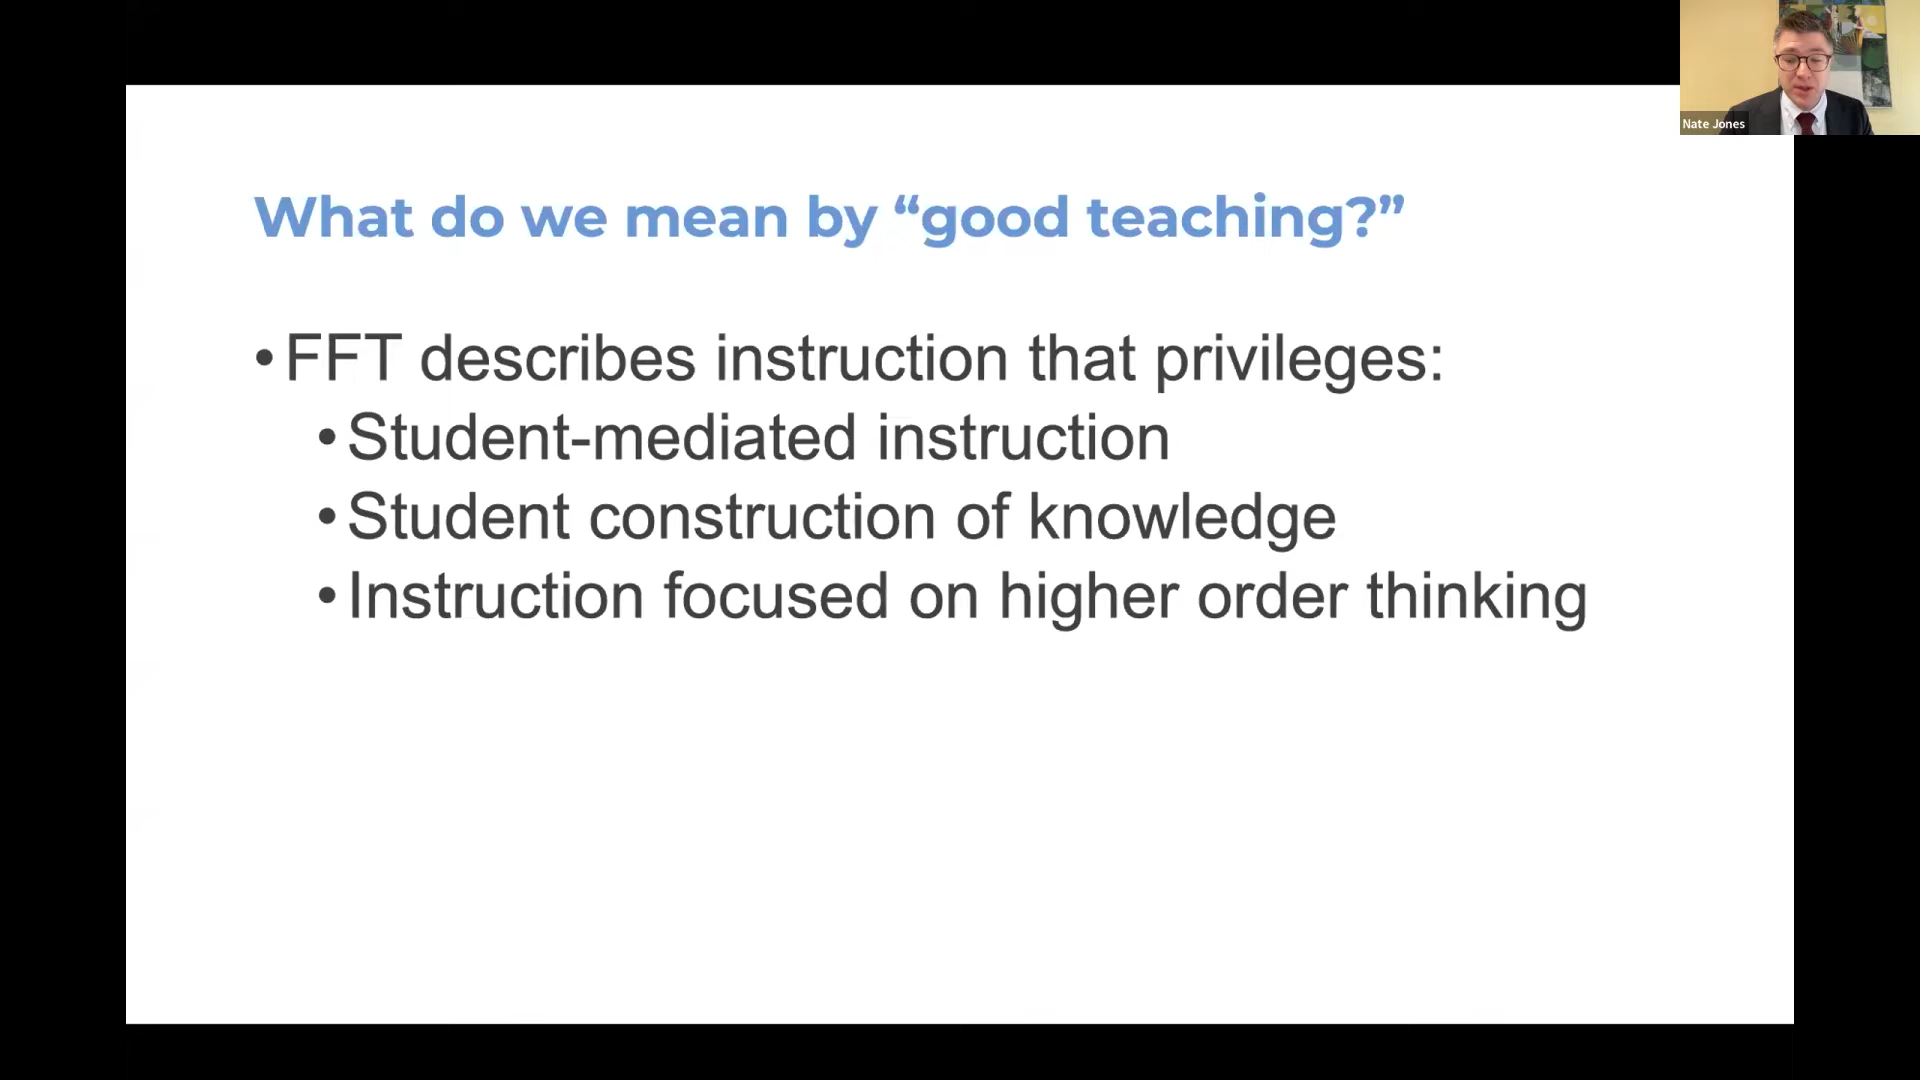 Nate Jones
What do we mean by “good teaching?”
• FFT describes instruction that privileges:
• Student-mediated instruction
• Student construction of knowledge
• Instruction focused on higher order thinking